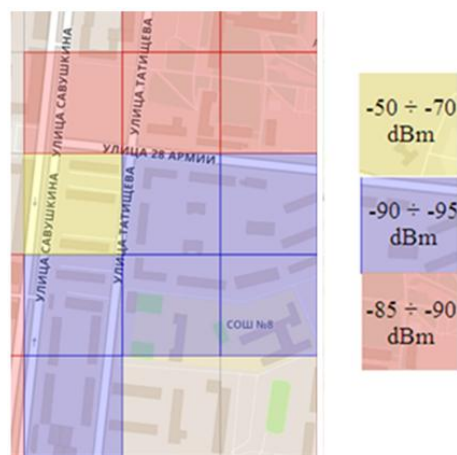 УЛИЦА САВУШКИНА
УЛИЦА ТАТИЩЕВА
УЛИЦА 28 АРМИИ
УЛИЦА САВУШКИНА
УЛИЦА ТАТИЩЕВА
СОШ №8
-50 ÷ -70
dBm
-90 ÷ -95
dBm
-85 ÷ -90
dBm